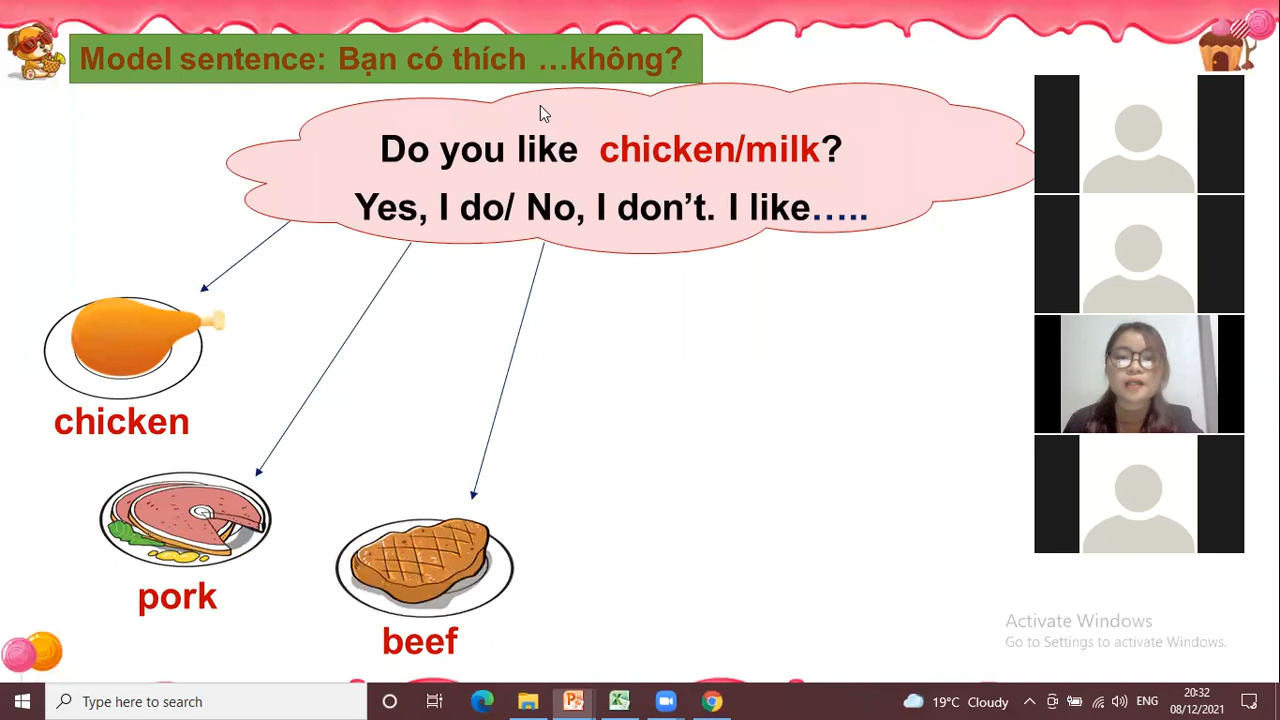 Model sentence: Bạn có thích …không?
Do you like chicken/milk?
Yes, I do/ No, I don’t. I like…..
chicken
pork
beef
Activate Windows
Go to Settings to activate Windows.
Type here to search
19°C Cloudy
ENG
20:32
08/12/2021